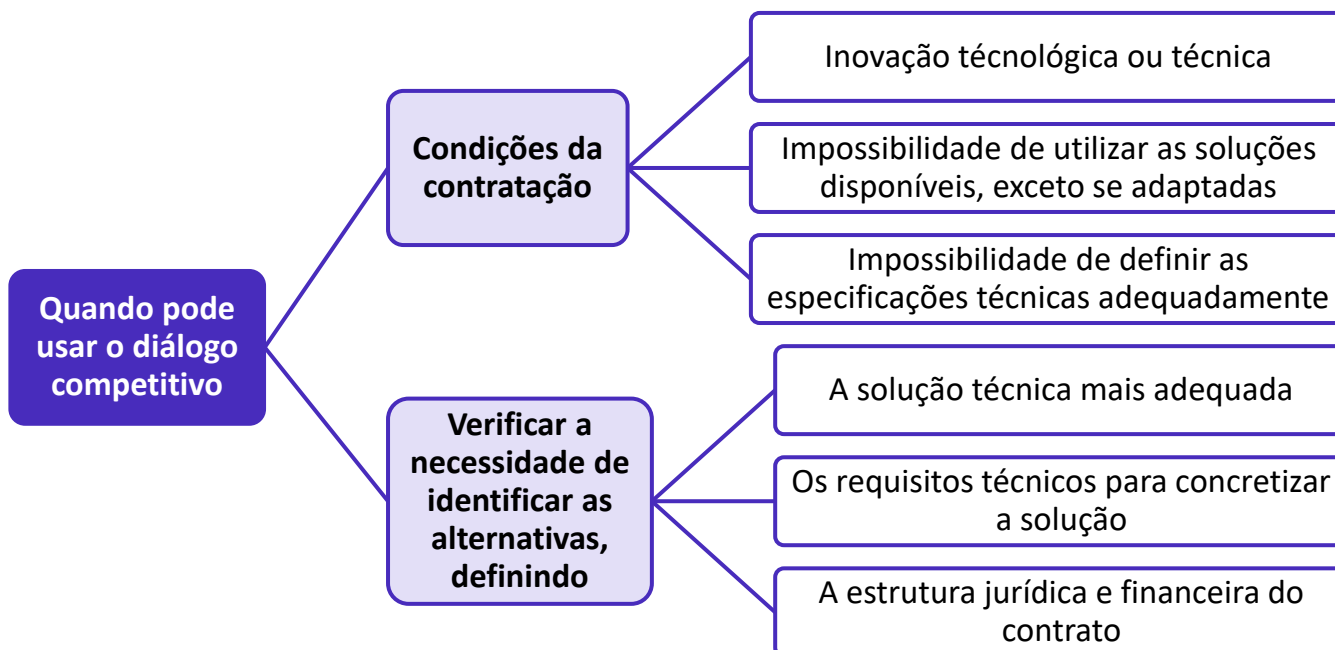 Quando pode
usar o diálogo
competitivo
Condições da
contratação
Inovação técnológica ou técnica
Impossibilidade de utilizar as soluções
disponíveis, exceto se adaptadas
Impossibilidade de definir as
especificações técnicas adequadamente
Verificar a
necessidade de
identificar as
alternativas,
definindo
A solução técnica mais adequada
Os requisitos técnicos para concretizar
a solução
A estrutura jurídica e financeira do
contrato